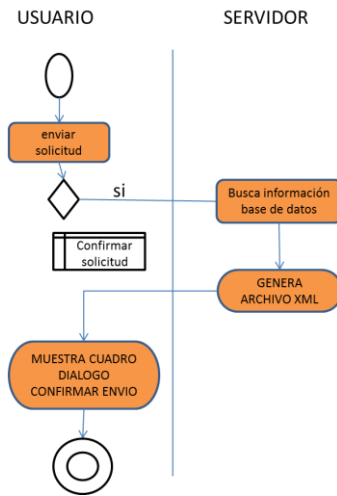 USUARIO
SERVIDOR
enviar
solicitud
si
Busca información
base de datos
Confirmar
solicitud
GENERA
ARCHIVO XML
MUESTRA CUADRO
DIALOGO
CONFIRMAR ENVIO